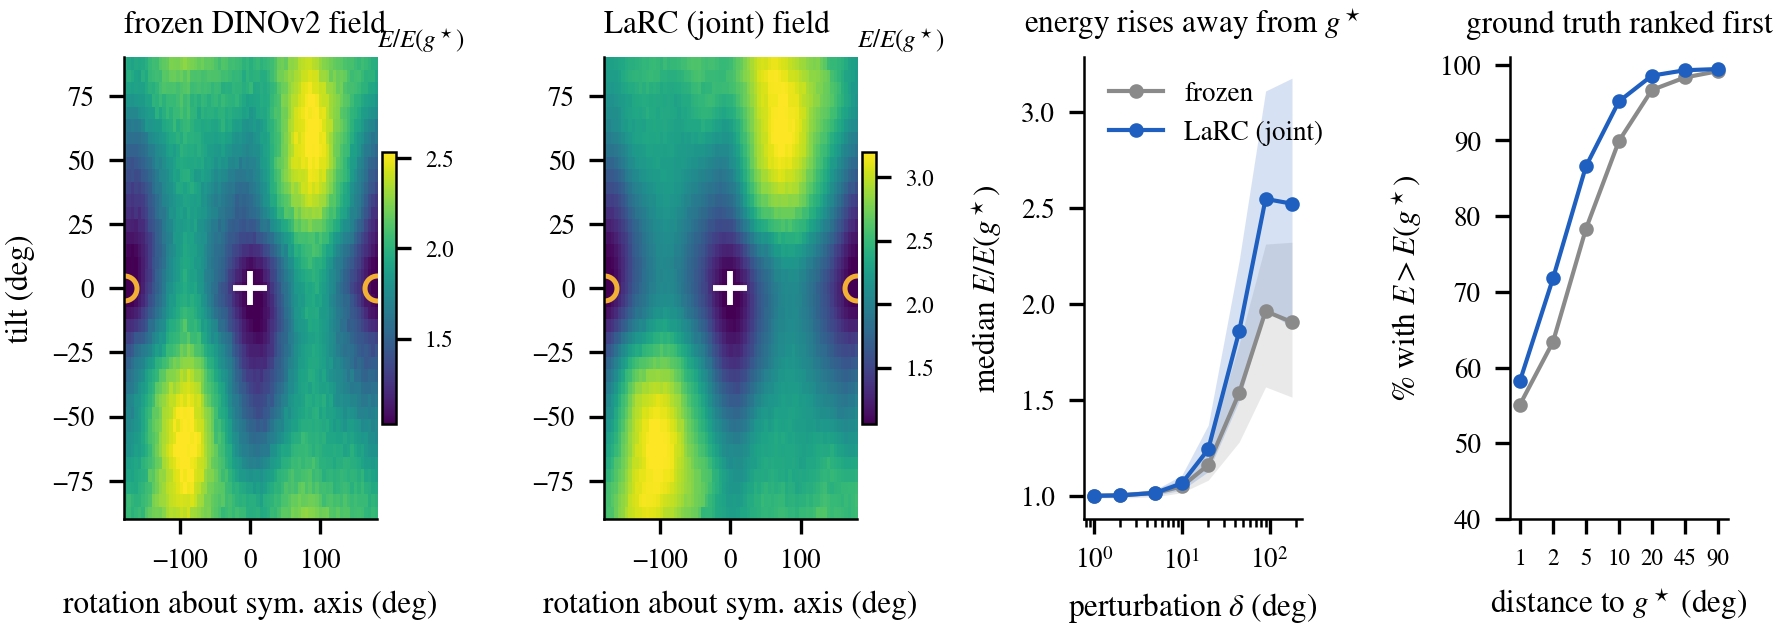 frozen DINOv2 field
E/E(g⋆)
75
50
25
0
−25
−50
−75
tilt (deg)
−100 0 100
rotation about sym. axis (deg)
2.5
2.0
1.5
LaRC (joint) field
E/E(g⋆)
75
50
25
0
−25
−50
−75
−100 0 100
rotation about sym. axis (deg)
3.0
2.5
2.0
1.5
energy rises away from g⋆
frozen
LaRC (joint)
3.0
2.5
2.0
1.5
1.0
median E/E(g⋆)
10⁰ 10¹ 10²
perturbation δ (deg)
ground truth ranked first
100
90
80
70
60
50
40
% with E > E(g⋆)
1 2 5 10 20 45 90
distance to g⋆ (deg)